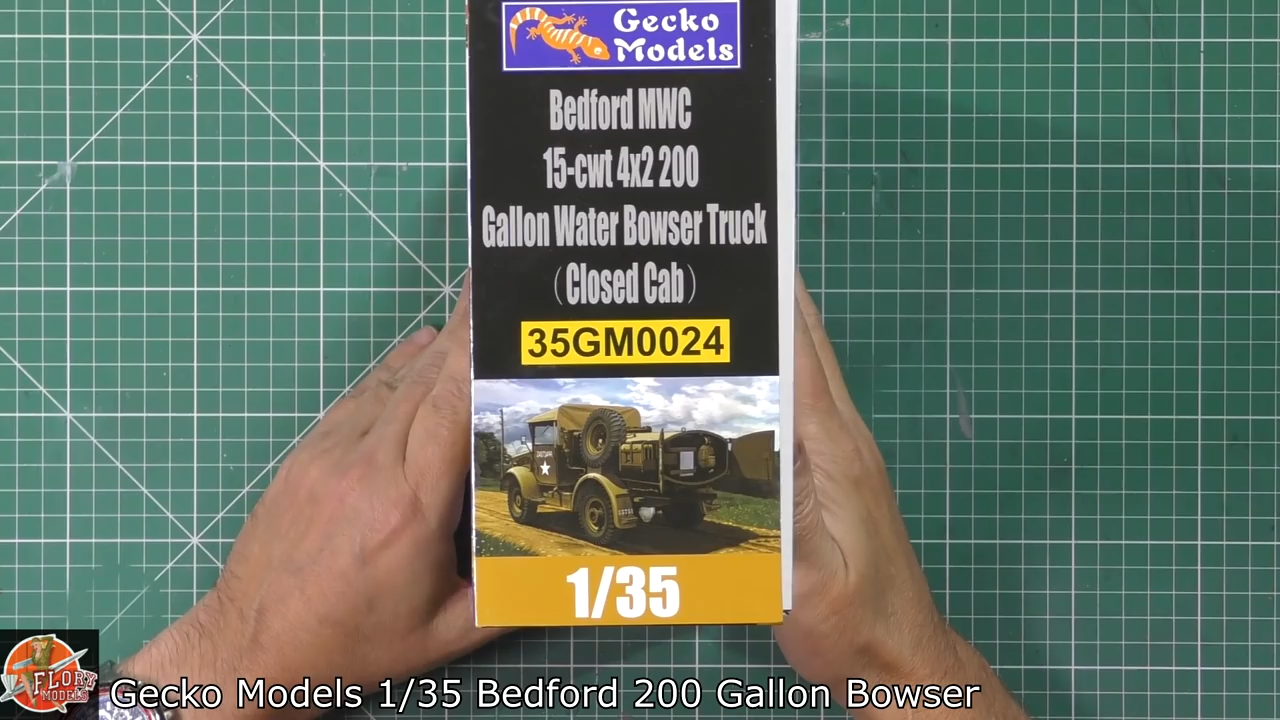 Gecko
Models
Bedford MWC
15-cwt 4x2 200
Gallon Water Bowser Truck
(Closed Cab)
35GM0024
1/35
FLORY
MODELS
Gecko Models 1/35 Bedford 200 Gallon Bowser